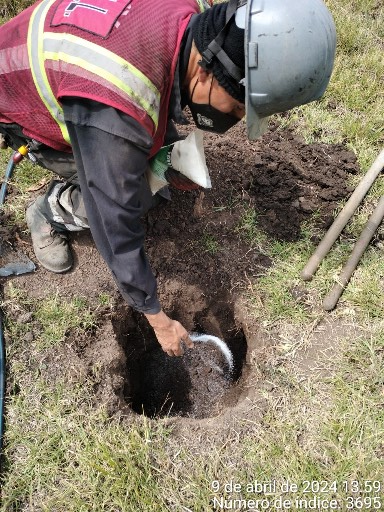 9 de abril de 2024 13:59
Número de índice: 3695